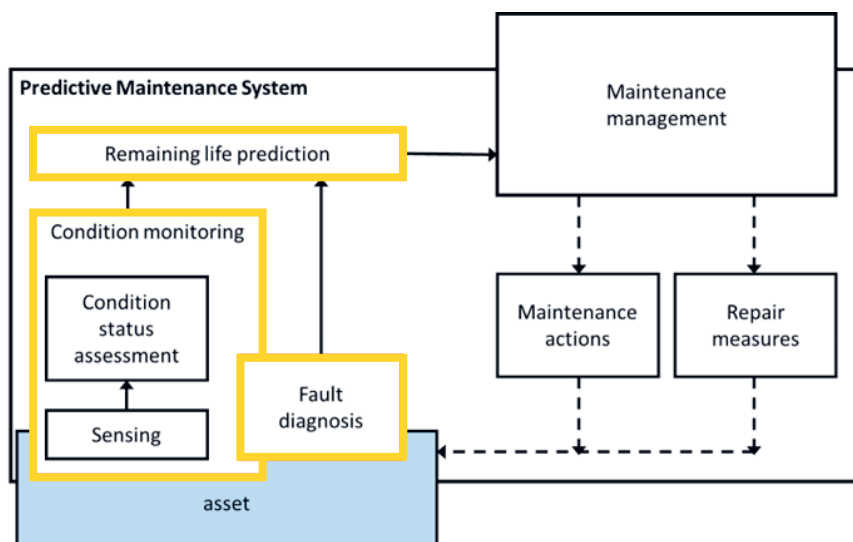 Predictive Maintenance System
Maintenance
management
Remaining life prediction
Condition monitoring
Condition
status
assessment
Sensing
Fault
diagnosis
Maintenance
actions
Repair
measures
asset